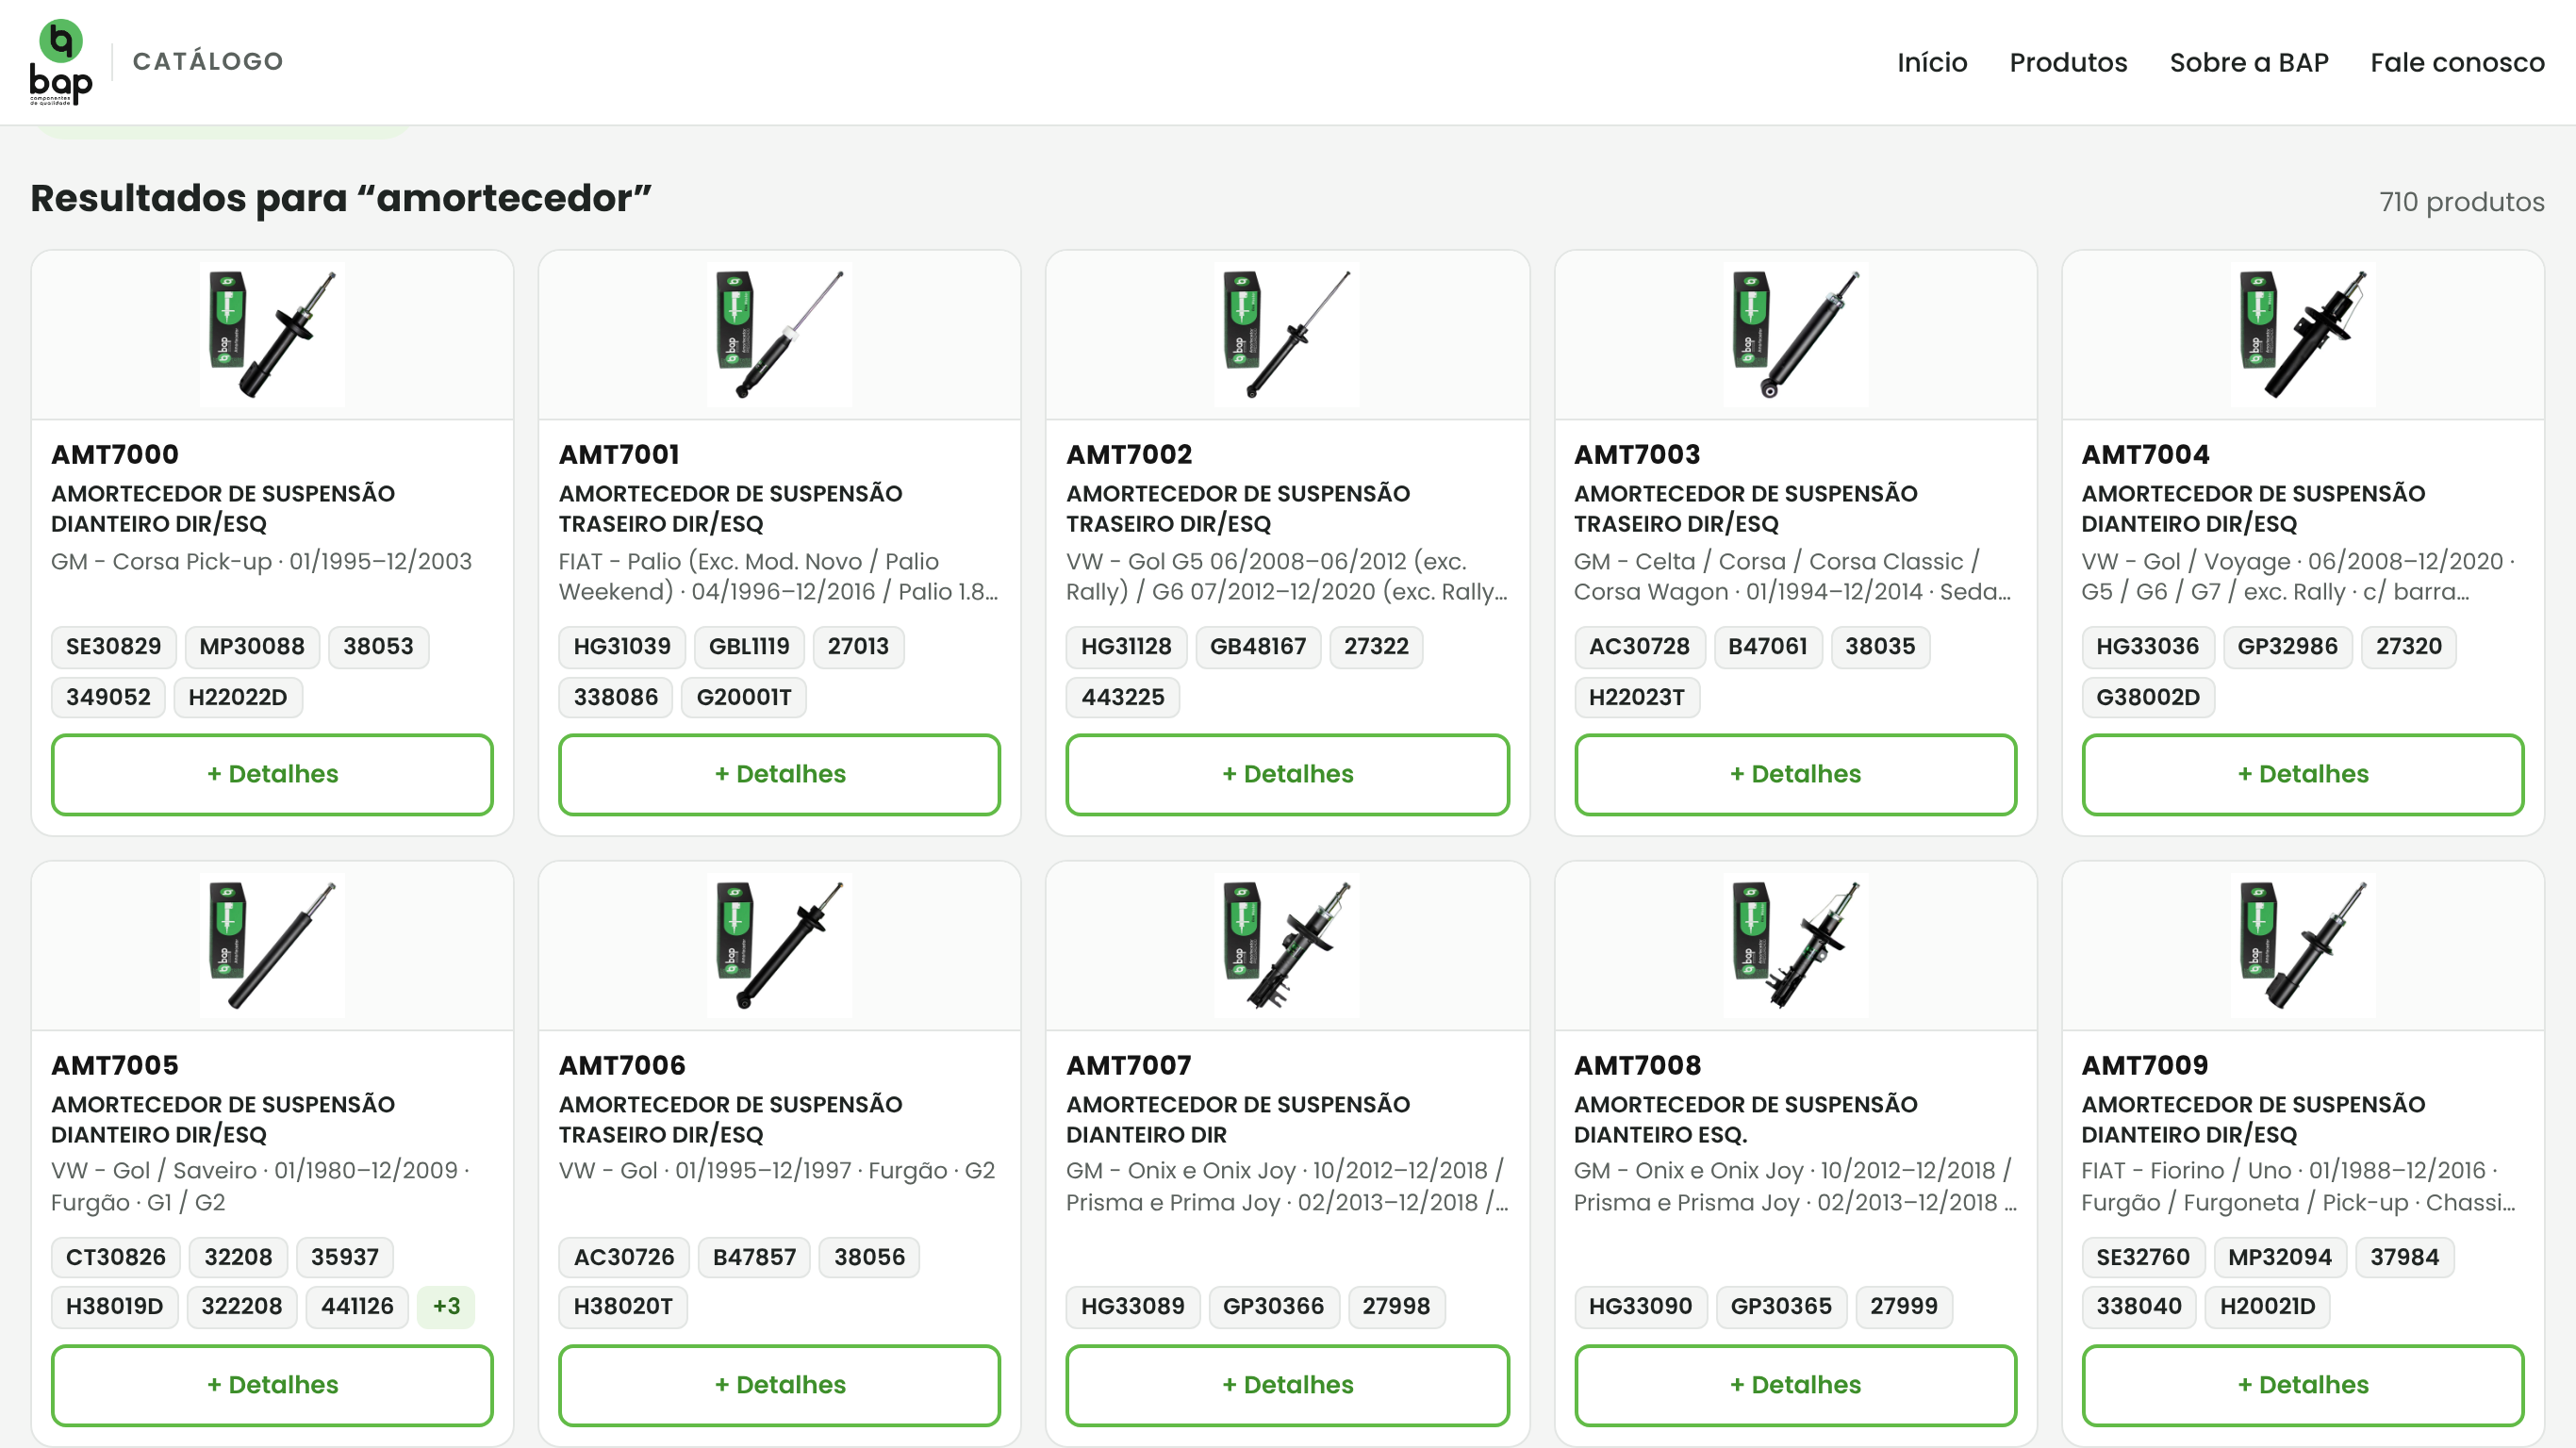 bap
componentes
de qualidade
CATÁLOGO
Início Produtos Sobre a BAP Fale conosco
Resultados para “amortecedor”
710 produtos
AMT7000
AMORTECEDOR DE SUSPENSÃO
DIANTEIRO DIR/ESQ
GM - Corsa Pick-up · 01/1995–12/2003
SE30829 MP30088 38053
349052 H22022D
+ Detalhes
AMT7001
AMORTECEDOR DE SUSPENSÃO
TRASEIRO DIR/ESQ
FIAT - Palio (Exc. Mod. Novo / Palio
Weekend) · 04/1996–12/2016 / Palio 1.8...
HG31039 GBL1119 27013
338086 G20001T
+ Detalhes
AMT7002
AMORTECEDOR DE SUSPENSÃO
TRASEIRO DIR/ESQ
VW - Gol G5 06/2008–06/2012 (exc.
Rally) / G6 07/2012–12/2020 (exc. Rally...
HG31128 GB48167 27322
443225
+ Detalhes
AMT7003
AMORTECEDOR DE SUSPENSÃO
TRASEIRO DIR/ESQ
GM - Celta / Corsa / Corsa Classic /
Corsa Wagon · 01/1994–12/2014 · Seda...
AC30728 B47061 38035
H22023T
+ Detalhes
AMT7004
AMORTECEDOR DE SUSPENSÃO
DIANTEIRO DIR/ESQ
VW - Gol / Voyage · 06/2008–12/2020 ·
G5 / G6 / G7 / exc. Rally · c/ barra...
HG33036 GP32986 27320
G38002D
+ Detalhes
AMT7005
AMORTECEDOR DE SUSPENSÃO
DIANTEIRO DIR/ESQ
VW - Gol / Saveiro · 01/1980–12/2009 ·
Furgão · G1 / G2
CT30826 32208 35937
H38019D 322208 441126 +3
+ Detalhes
AMT7006
AMORTECEDOR DE SUSPENSÃO
TRASEIRO DIR/ESQ
VW - Gol · 01/1995–12/1997 · Furgão · G2
AC30726 B47857 38056
H38020T
+ Detalhes
AMT7007
AMORTECEDOR DE SUSPENSÃO
DIANTEIRO DIR
GM - Onix e Onix Joy · 10/2012–12/2018 /
Prisma e Prima Joy · 02/2013–12/2018 /...
HG33089 GP30366 27998
+ Detalhes
AMT7008
AMORTECEDOR DE SUSPENSÃO
DIANTEIRO ESQ.
GM - Onix e Onix Joy · 10/2012–12/2018 /
Prisma e Prisma Joy · 02/2013–12/2018 ...
HG33090 GP30365 27999
+ Detalhes
AMT7009
AMORTECEDOR DE SUSPENSÃO
DIANTEIRO DIR/ESQ
FIAT - Fiorino / Uno · 01/1988–12/2016 ·
Furgão / Furgoneta / Pick-up · Chassi...
SE32760 MP32094 37984
338040 H20021D
+ Detalhes